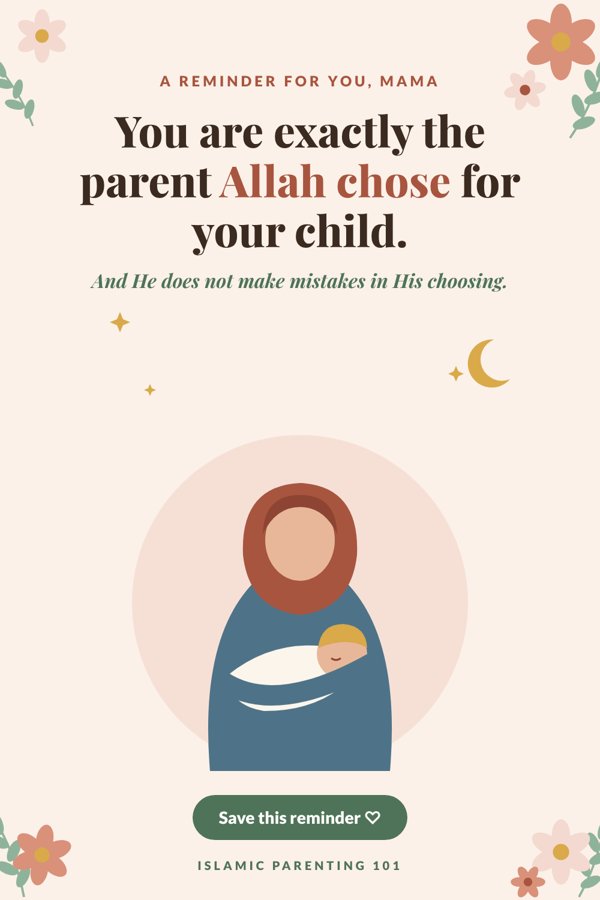 A REMINDER FOR YOU, MAMA
You are exactly the
parent Allah chose for
your child.
And He does not make mistakes in His choosing.
Save this reminder ♡
ISLAMIC PARENTING 101